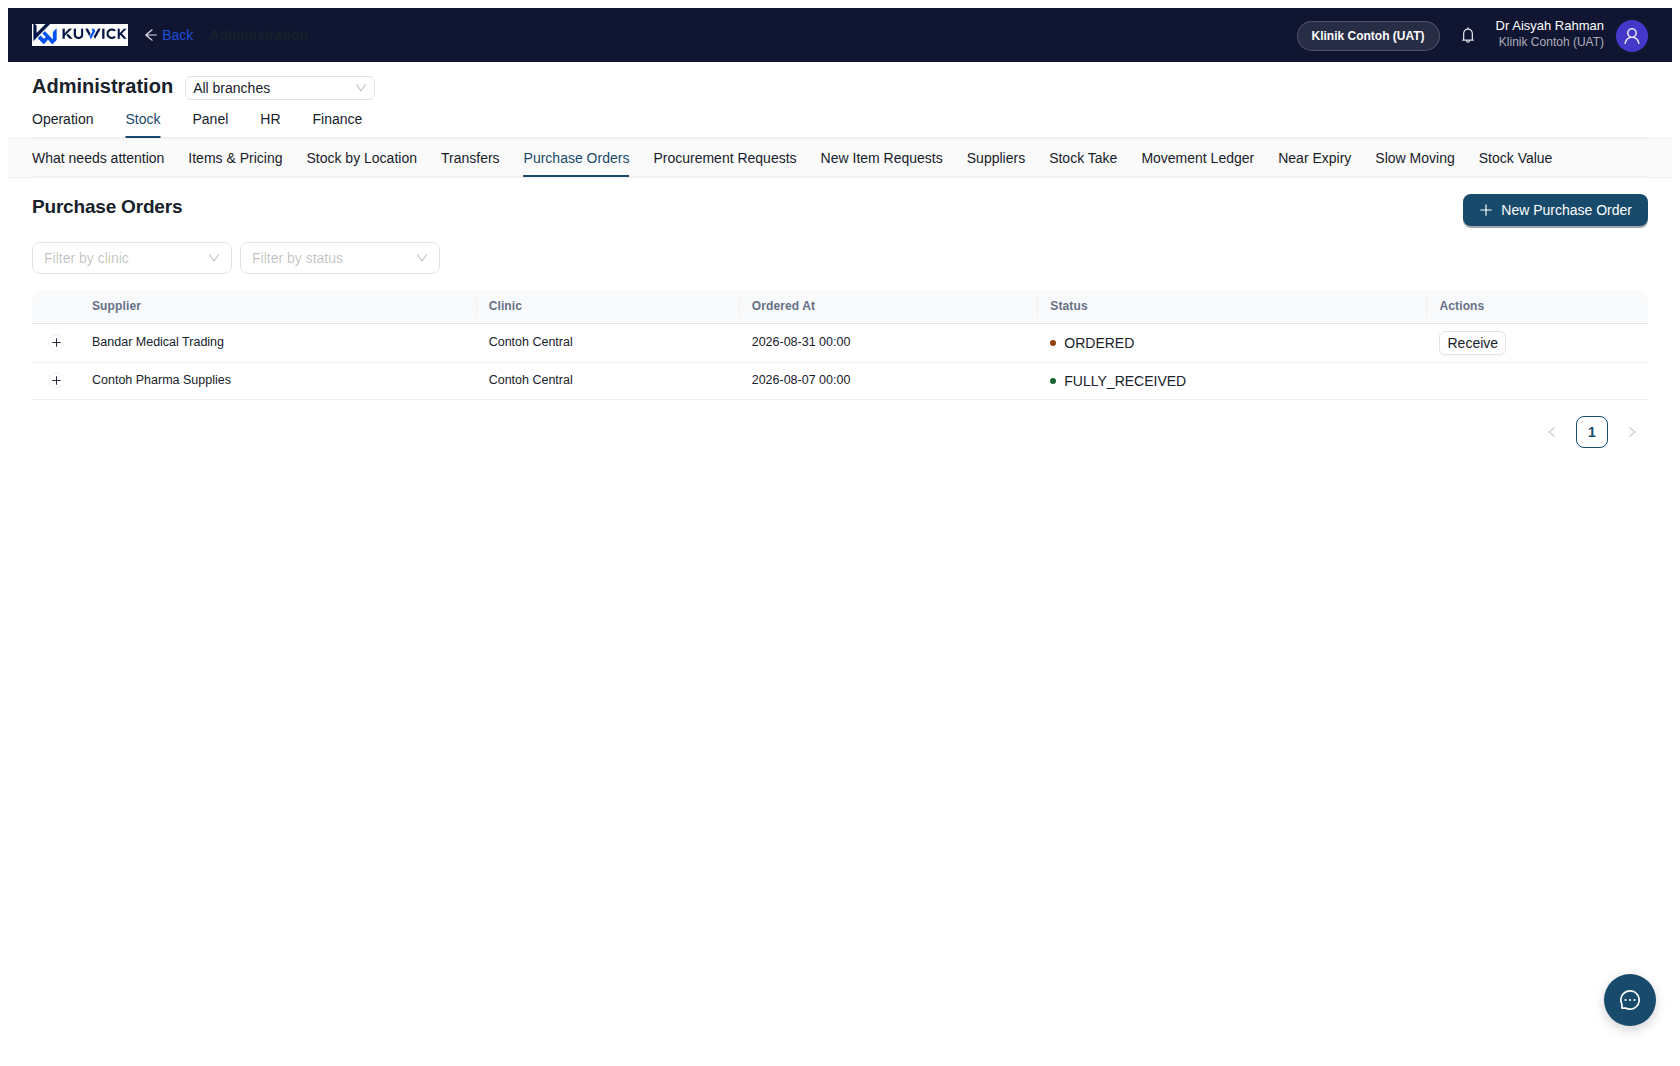 KUWICK
Back
Administration
Klinik Contoh (UAT)
Dr Aisyah Rahman
Klinik Contoh (UAT)
Administration
All branches
Operation
Stock
Panel
HR
Finance
What needs attention
Items & Pricing
Stock by Location
Transfers
Purchase Orders
Procurement Requests
New Item Requests
Suppliers
Stock Take
Movement Ledger
Near Expiry
Slow Moving
Stock Value
Purchase Orders
New Purchase Order
Filter by clinic
Filter by status
Supplier Clinic Ordered At Status Actions
Bandar Medical Trading Contoh Central 2026-08-31 00:00 ORDERED Receive
Contoh Pharma Supplies Contoh Central 2026-08-07 00:00 FULLY_RECEIVED
1